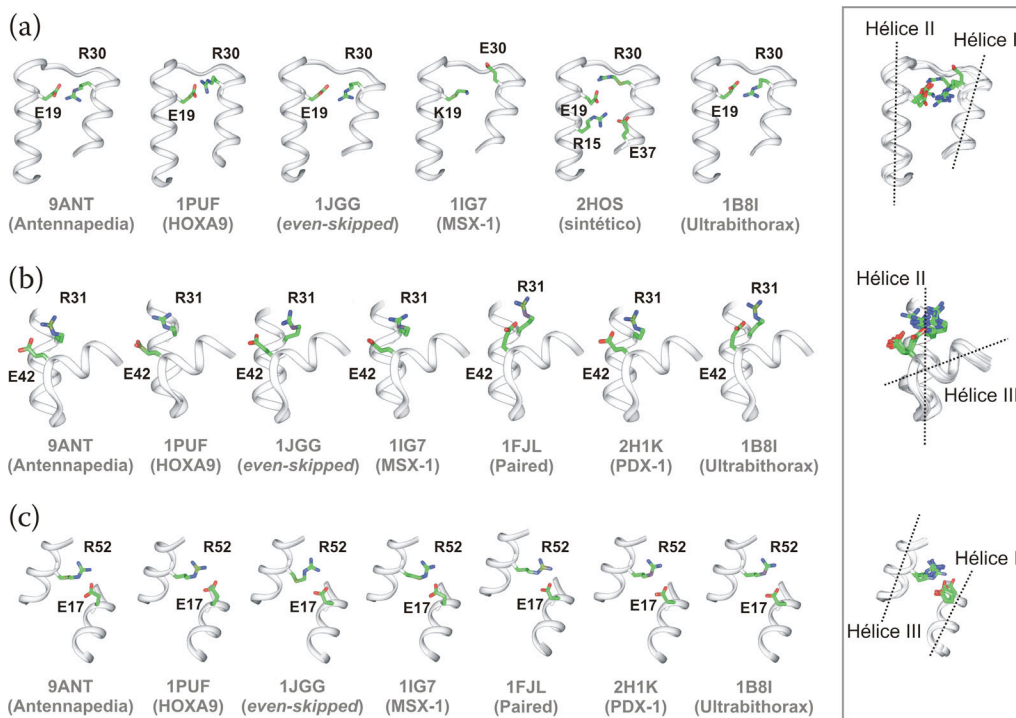 (a)
R30 R30 R30 E30 R30 R30
E19 E19 E19 K19 E19 E19
R15 E37
9ANT 1PUF 1JGG 1IG7 2HOS 1B8I
(Antennapedia) (HOXA9) (even-skipped) (MSX-1) (sintético) (Ultrabithorax)
Hélice II
Hélice I
(b)
R31 R31 R31 R31 R31 R31 R31
E42 E42 E42 E42 E42 E42 E42
9ANT 1PUF 1JGG 1IG7 1FJL 2H1K 1B8I
(Antennapedia) (HOXA9) (even-skipped) (MSX-1) (Paired) (PDX-1) (Ultrabithorax)
Hélice II
Hélice III
(c)
R52 R52 R52 R52 R52 R52 R52
E17 E17 E17 E17 E17 E17 E17
9ANT 1PUF 1JGG 1IG7 1FJL 2H1K 1B8I
(Antennapedia) (HOXA9) (even-skipped) (MSX-1) (Paired) (PDX-1) (Ultrabithorax)
Hélice I
Hélice III